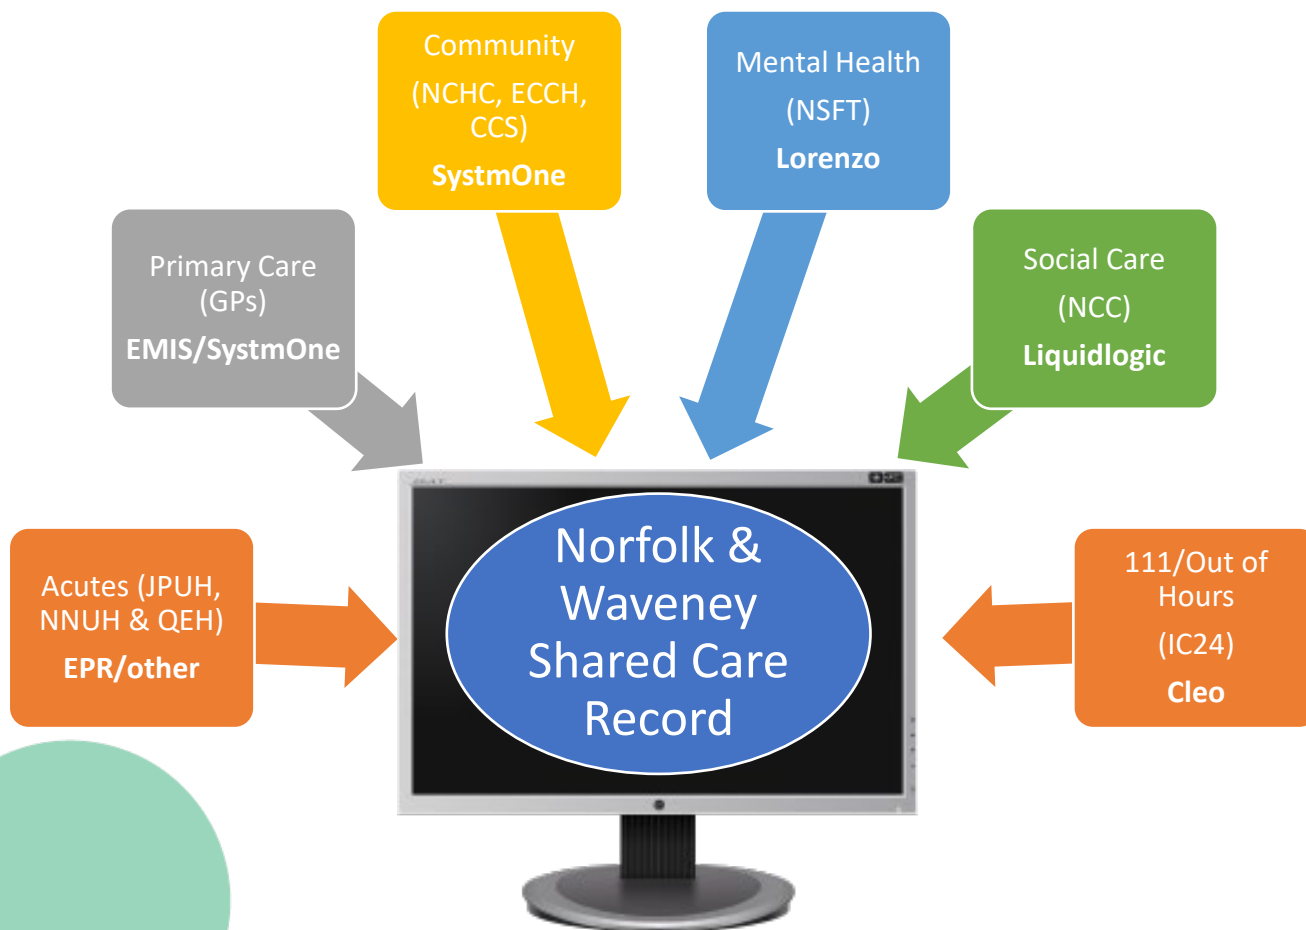 Community
(NCHC, ECCH,
CCS)
SystmOne
Mental Health
(NSFT)
Lorenzo
Primary Care
(GPs)
EMIS/SystmOne
Social Care
(NCC)
Liquidlogic
Acutes (JPUH,
NNUH & QEH)
EPR/other
Norfolk &
Waveney
Shared Care
Record
111/Out of
Hours
(IC24)
Cleo